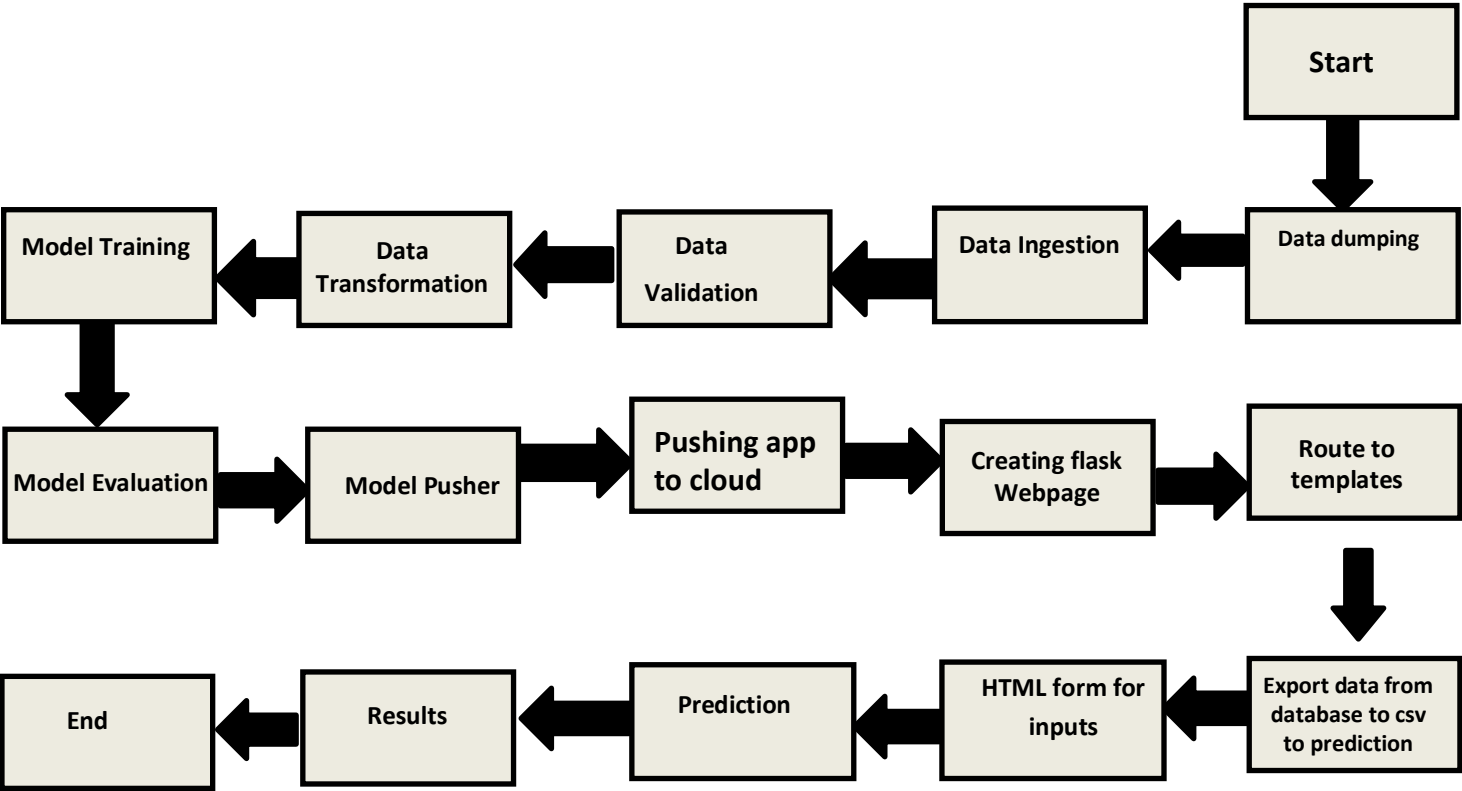 Start
Data dumping
Data Ingestion
Data
Validation
Data
Transformation
Model Training
Model Evaluation
Model Pusher
Pushing app
to cloud
Creating flask
Webpage
Route to
templates
Export data from
database to csv
to prediction
HTML form for
inputs
Prediction
Results
End